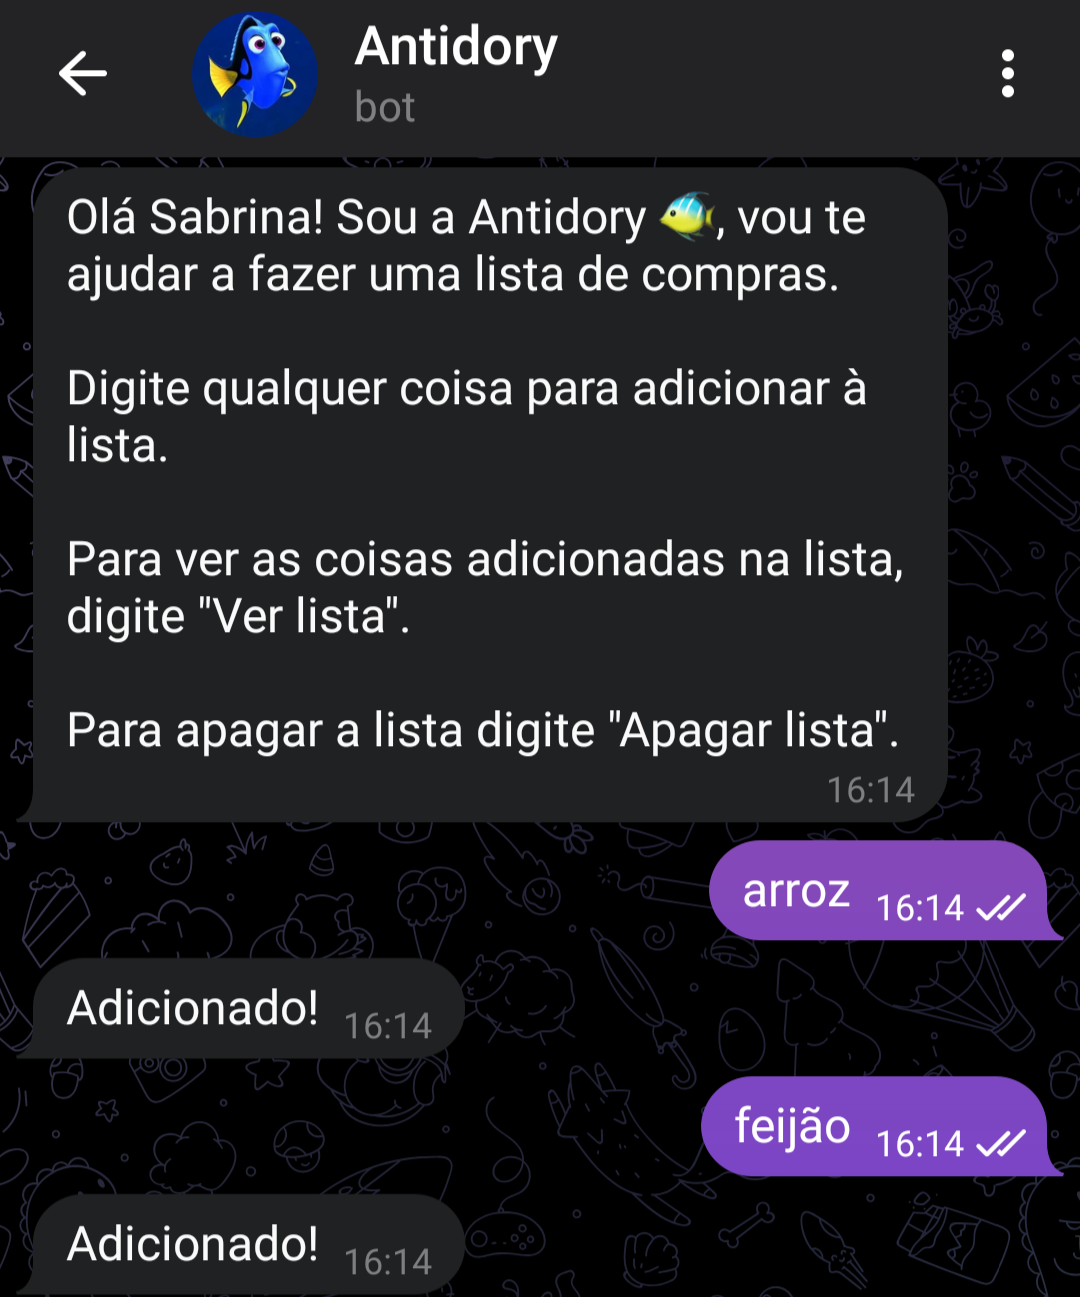 Antidory
bot
Olá Sabrina! Sou a Antidory 🐠, vou te
ajudar a fazer uma lista de compras.
Digite qualquer coisa para adicionar à
lista.
Para ver as coisas adicionadas na lista,
digite "Ver lista".
Para apagar a lista digite "Apagar lista".
16:14
arroz 16:14
Adicionado! 16:14
feijão 16:14
Adicionado! 16:14